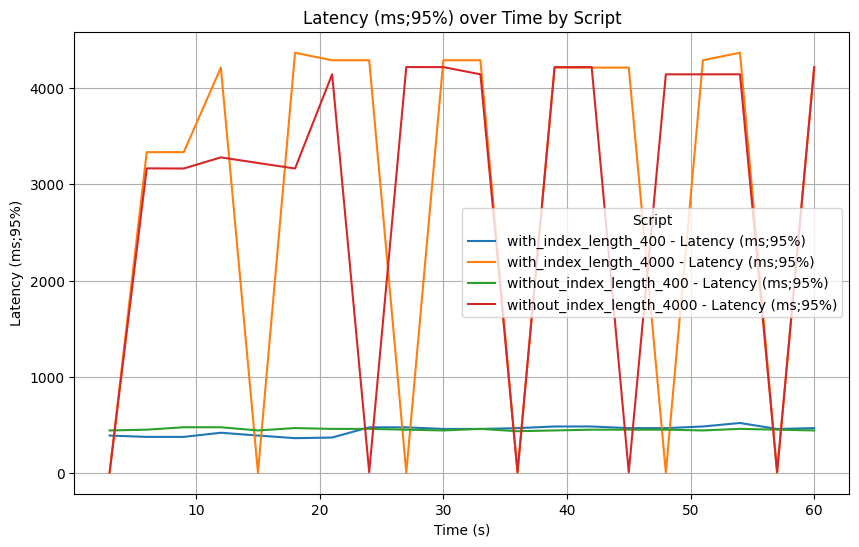 Latency (ms;95%) over Time by Script
Latency (ms;95%)
4000
3000
2000
1000
0
Script
with_index_length_400 - Latency (ms;95%)
with_index_length_4000 - Latency (ms;95%)
without_index_length_400 - Latency (ms;95%)
without_index_length_4000 - Latency (ms;95%)
10 20 30 40 50 60
Time (s)